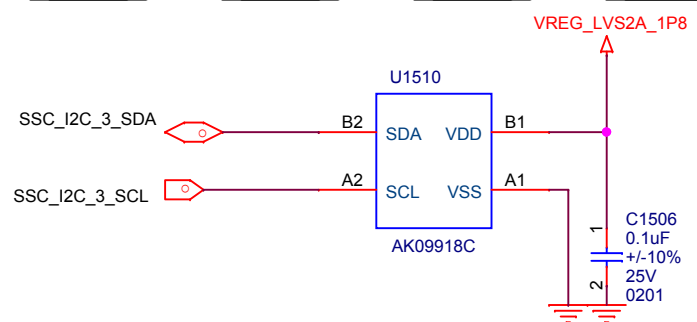 VREG_LVS2A_1P8
U1510
SSC_I2C_3_SDA
B2
SDA
VDD
B1
SSC_I2C_3_SCL
A2
SCL
VSS
A1
AK09918C
1
2
C1506
0.1uF
+/-10%
25V
0201